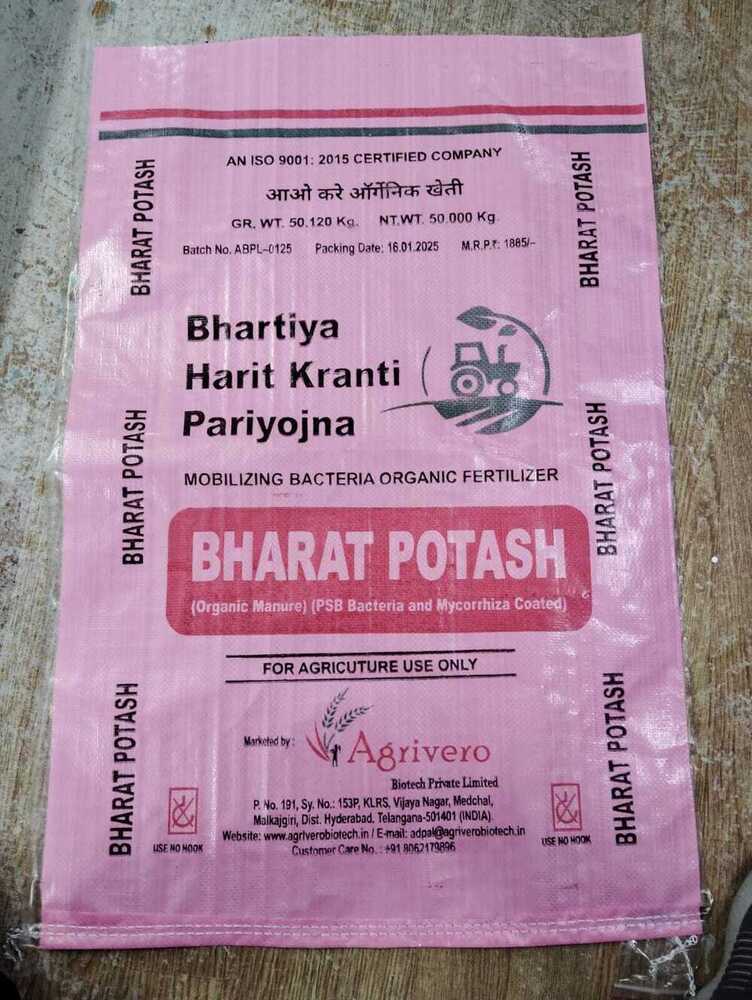 AN ISO 9001: 2015 CERTIFIED COMPANY
आओ करे ऑर्गेनिक खेती
GR. WT. 50.120 Kg. NT.WT. 50.000 Kg.
Batch No. ABPL-0125 Packing Date: 16.01.2025 M.R.P.₹: 1885/-
BHARAT POTASH
BHARAT POTASH
Bhartiya
Harit Kranti
Pariyojna
MOBILIZING BACTERIA ORGANIC FERTILIZER
BHARAT POTASH
BHARAT POTASH
BHARAT POTASH
(Organic Manure) (PSB Bacteria and Mycorrhiza Coated)
FOR AGRICUTURE USE ONLY
Marketed by :
Agrivero
Biotech Private Limited
P. No. 191, Sy. No.: 153P, KLRS, Vijaya Nagar, Medchal,
Malkajgiri, Dist. Hyderabad, Telangana-501401 (INDIA)
Website: www.agriverobiotech.in / E-mail: adpal@agriverobiotech.in
Customer Care No. : +91 8062179896
BHARAT POTASH
BHARAT POTASH
USE NO HOOK
USE NO HOOK